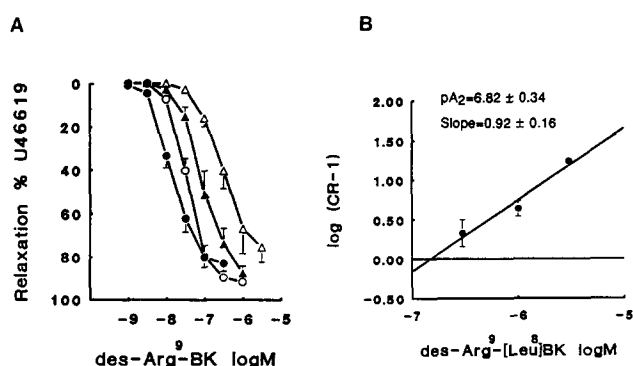 A
Relaxation % U46619
0
20
40
60
80
100
-9 -8 -7 -6 -5
des-Arg⁹-BK logM
B
pA₂=6.82 ± 0.34
Slope=0.92 ± 0.16
log (CR-1)
2.00
1.50
1.00
0.50
0.00
-0.50
-7 -6 -5
des-Arg⁹-[Leu⁸]BK logM